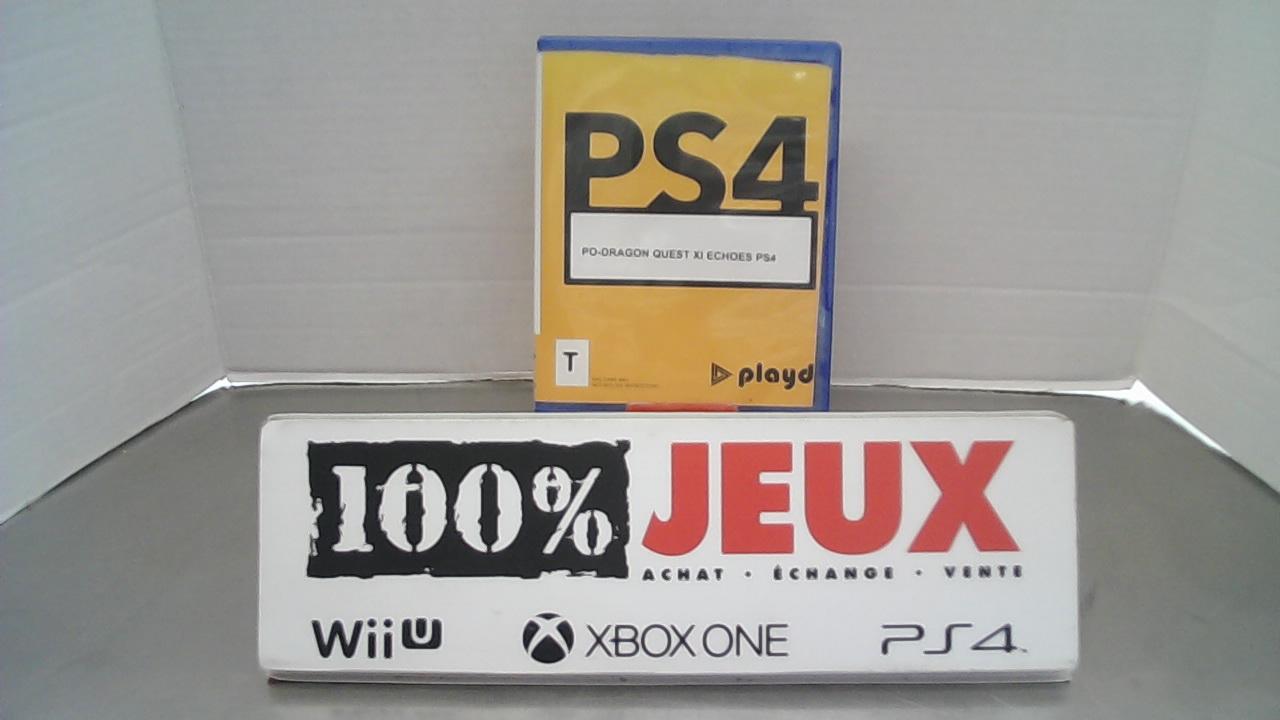 PS4
PO-DRAGON QUEST XI ECHOES PS4
T
playd
100% JEUX
ACHAT · ÉCHANGE · VENTE
WiiU XBOX ONE PS4